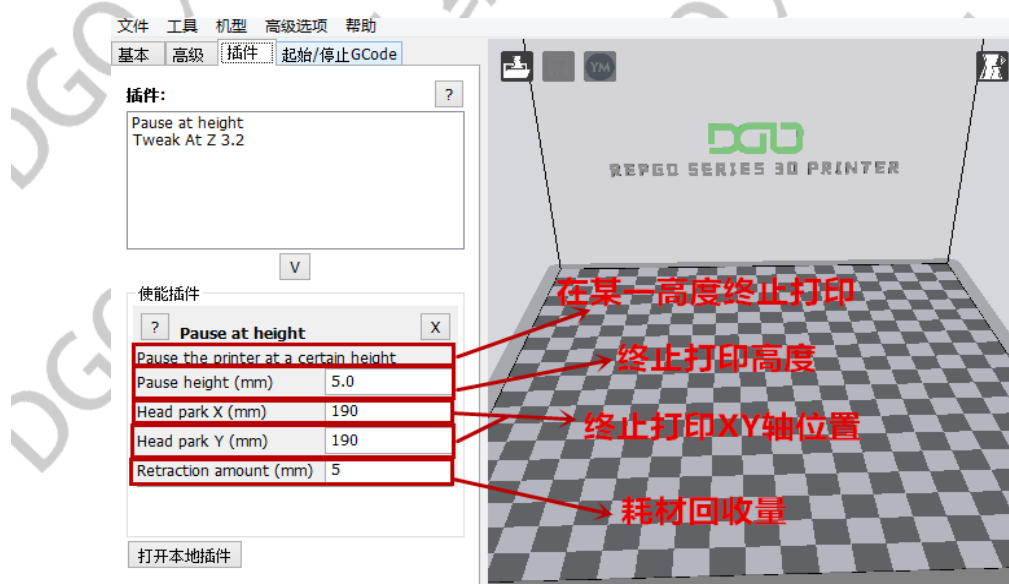 文件 工具 机型 高级选项 帮助
基本 高级 插件 起始/停止GCode
插件:
?
Pause at height
Tweak At Z 3.2
V
使能插件
? Pause at height X
Pause the printer at a certain height
Pause height (mm) 5.0
Head park X (mm) 190
Head park Y (mm) 190
Retraction amount (mm) 5
打开本地插件
YM
DGO
REPGO SERIES 3D PRINTER
在某一高度终止打印
终止打印高度
终止打印XY轴位置
耗材回收量
DGO
DGO